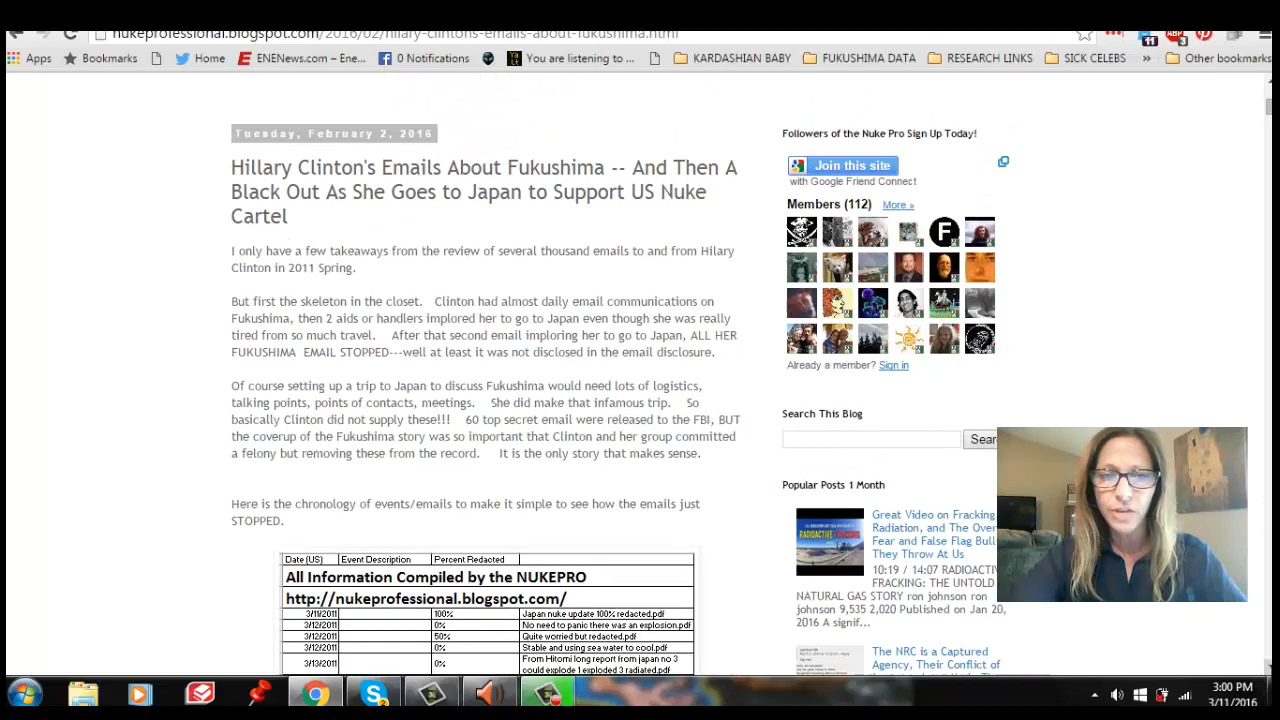 nukeprofessional.blogspot.com/2016/02/hilary-clintons-emails-about-fukushima.html
11
3
Apps
Bookmarks
Home
ENENews.com – Ene...
0 Notifications
You are listening to ...
KARDASHIAN BABY
FUKUSHIMA DATA
RESEARCH LINKS
SICK CELEBS
»
Other bookmarks
Tuesday, February 2, 2016
Hillary Clinton's Emails About Fukushima -- And Then A
Black Out As She Goes to Japan to Support US Nuke
Cartel
I only have a few takeaways from the review of several thousand emails to and from Hilary
Clinton in 2011 Spring.
But first the skeleton in the closet. Clinton had almost daily email communications on
Fukushima, then 2 aids or handlers implored her to go to Japan even though she was really
tired from so much travel. After that second email imploring her to go to Japan, ALL HER
FUKUSHIMA EMAIL STOPPED---well at least it was not disclosed in the email disclosure.
Of course setting up a trip to Japan to discuss Fukushima would need lots of logistics,
talking points, points of contacts, meetings. She did make that infamous trip. So
basically Clinton did not supply these!!! 60 top secret email were released to the FBI, BUT
the coverup of the Fukushima story was so important that Clinton and her group committed
a felony but removing these from the record. It is the only story that makes sense.
Here is the chronology of events/emails to make it simple to see how the emails just
STOPPED.
Date (US) Event Description Percent Redacted
All Information Compiled by the NUKEPRO
http://nukeprofessional.blogspot.com/
3/11/2011 100% Japan nuke update 100% redacted.pdf
3/12/2011 0% No need to panic there was an explosion.pdf
3/12/2011 50% Quite worried but redacted.pdf
3/12/2011 0% Stable and using sea water to cool.pdf
3/13/2011 0% From Hitomi long report from japan no 3
could explode 1 exploded 3 radiated.pdf
Followers of the Nuke Pro Sign Up Today!
Join this site
with Google Friend Connect
Members (112) More »
F
Already a member? Sign in
Search This Blog
Sear
Popular Posts 1 Month
RADIOACTIVE
Great Video on Fracking,
Radiation, and The Over
Fear and False Flag Bull
They Throw At Us
10:19 / 14:07 RADIOACTIV
FRACKING: THE UNTOLD
NATURAL GAS STORY ron johnson ron
johnson 9,535 2,020 Published on Jan 20,
2016 A signif...
The NRC is a Captured
Agency, Their Conflict of
3:00 PM
3/11/2016